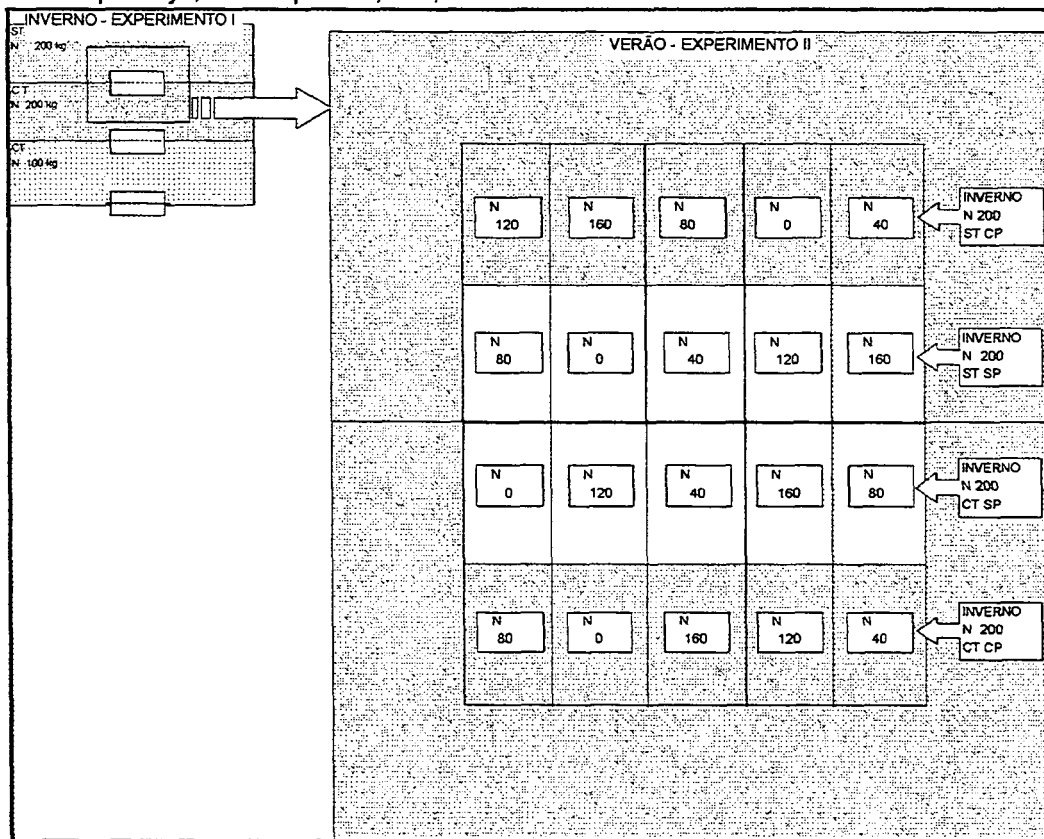 INVERNO - EXPERIMENTO I
ST
N 200 kg
CT
N 200 kg
CT
N 100 kg
VERÃO - EXPERIMENTO II
N 120
N 160
N 80
N 0
N 40
INVERNO
N 200
ST CP
N 80
N 0
N 40
N 120
N 160
INVERNO
N 200
ST SP
N 0
N 120
N 40
N 160
N 80
INVERNO
N 200
CT SP
N 80
N 0
N 160
N 120
N 40
INVERNO
N 200
CT CP